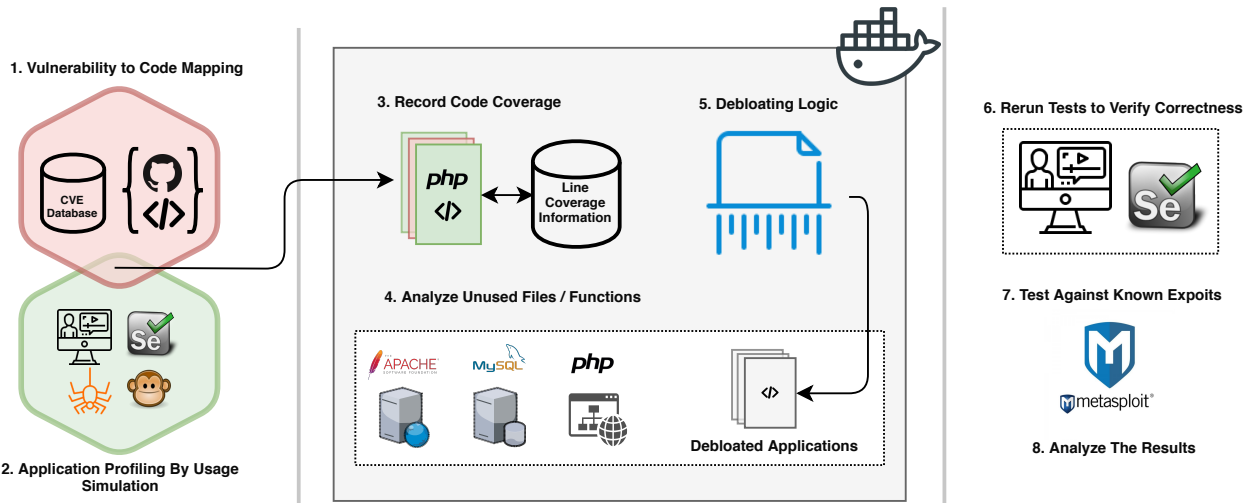 1. Vulnerability to Code Mapping
CVE
Database
</>
Se
2. Application Profiling By Usage
Simulation
3. Record Code Coverage
php
</>
Line
Coverage
Information
4. Analyze Unused Files / Functions
THE
APACHE
SOFTWARE FOUNDATION
MySQL
php
</>
Debloated Applications
5. Debloating Logic
6. Rerun Tests to Verify Correctness
Se
7. Test Against Known Expoits
M
metasploit®
8. Analyze The Results